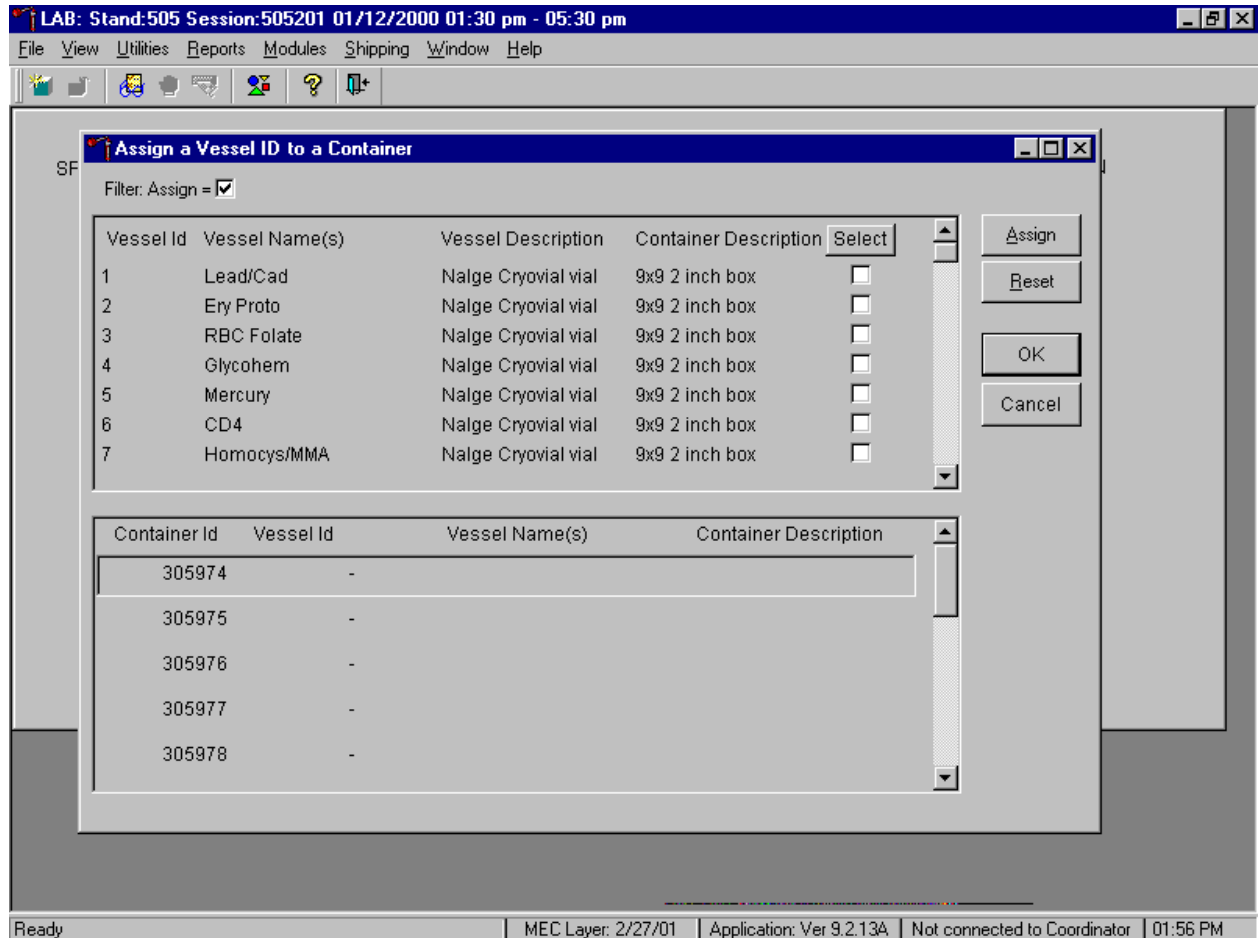 LAB: Stand:505 Session:505201 01/12/2000 01:30 pm - 05:30 pm
File View Utilities Reports Modules Shipping Window Help
Assign a Vessel ID to a Container
SF
Filter: Assign =
Vessel Id Vessel Name(s) Vessel Description Container Description Select
1 Lead/Cad Nalge Cryovial vial 9x9 2 inch box
2 Ery Proto Nalge Cryovial vial 9x9 2 inch box
3 RBC Folate Nalge Cryovial vial 9x9 2 inch box
4 Glycohem Nalge Cryovial vial 9x9 2 inch box
5 Mercury Nalge Cryovial vial 9x9 2 inch box
6 CD4 Nalge Cryovial vial 9x9 2 inch box
7 Homocys/MMA Nalge Cryovial vial 9x9 2 inch box
Assign
Reset
OK
Cancel
Container Id Vessel Id Vessel Name(s) Container Description
305974 -
305975 -
305976 -
305977 -
305978 -
Ready MEC Layer: 2/27/01 Application: Ver 9.2.13A Not connected to Coordinator 01:56 PM